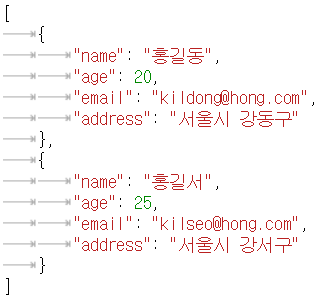 [
{
"name": "홍길동",
"age": 20,
"email": "kildong@hong.com",
"address": "서울시 강동구"
},
{
"name": "홍길서",
"age": 25,
"email": "kilseo@hong.com",
"address": "서울시 강서구"
}
]